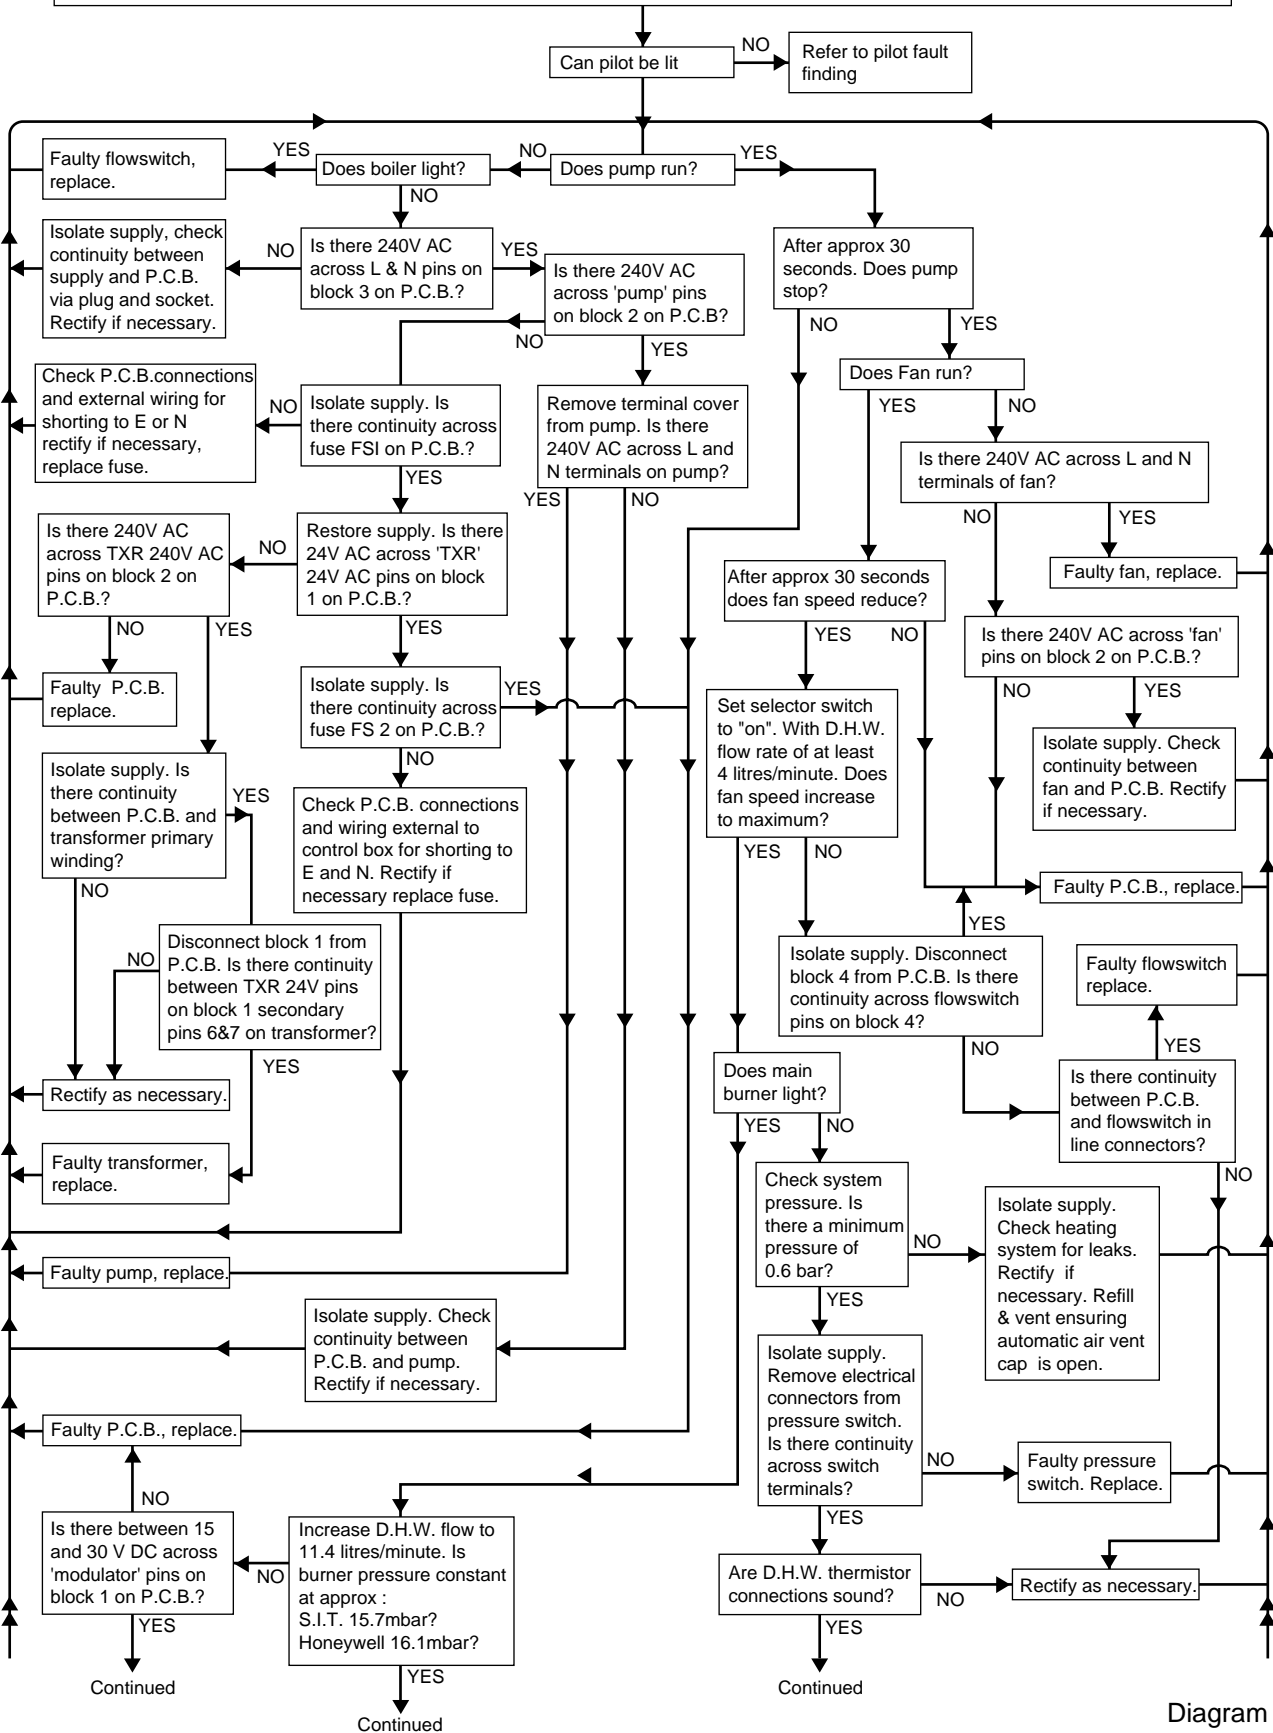 Can pilot be lit
NO
Refer to pilot fault
finding
Faulty flowswitch,
replace.
YES
Does boiler light?
NO
Does pump run?
YES
NO
Isolate supply, check
continuity between
supply and P.C.B.
via plug and socket.
Rectify if necessary.
NO
Is there 240V AC
across L & N pins on
block 3 on P.C.B.?
YES
Is there 240V AC
across 'pump' pins
on block 2 on P.C.B?
After approx 30
seconds. Does pump
stop?
NO
YES
NO
YES
Does Fan run?
YES
NO
Check P.C.B.connections
and external wiring for
shorting to E or N
rectify if necessary,
replace fuse.
NO
Isolate supply. Is
there continuity across
fuse FSI on P.C.B.?
YES
Remove terminal cover
from pump. Is there
240V AC across L and
N terminals on pump?
YES
NO
Is there 240V AC across L and N
terminals of fan?
NO
YES
Faulty fan, replace.
Is there 240V AC
across TXR 240V AC
pins on block 2 on
P.C.B.?
NO
YES
NO
Restore supply. Is there
24V AC across 'TXR'
24V AC pins on block
1 on P.C.B.?
YES
After approx 30 seconds
does fan speed reduce?
YES
NO
Is there 240V AC across 'fan'
pins on block 2 on P.C.B.?
NO
YES
Faulty P.C.B.
replace.
Isolate supply. Is
there continuity across
fuse FS 2 on P.C.B.?
YES
NO
Set selector switch
to "on". With D.H.W.
flow rate of at least
4 litres/minute. Does
fan speed increase
to maximum?
YES
NO
Isolate supply. Check
continuity between
fan and P.C.B. Rectify
if necessary.
Isolate supply. Is
there continuity
between P.C.B. and
transformer primary
winding?
YES
NO
Check P.C.B. connections
and wiring external to
control box for shorting to
E and N. Rectify if
necessary replace fuse.
Faulty P.C.B., replace.
YES
Disconnect block 1 from
P.C.B. Is there continuity
between TXR 24V pins
on block 1 secondary
pins 6&7 on transformer?
NO
YES
Isolate supply. Disconnect
block 4 from P.C.B. Is there
continuity across flowswitch
pins on block 4?
NO
Faulty flowswitch
replace.
YES
Rectify as necessary.
Does main
burner light?
YES
NO
Is there continuity
between P.C.B.
and flowswitch in
line connectors?
NO
Faulty transformer,
replace.
Check system
pressure. Is
there a minimum
pressure of
0.6 bar?
NO
YES
Isolate supply.
Check heating
system for leaks.
Rectify if
necessary. Refill
& vent ensuring
automatic air vent
cap is open.
Faulty pump, replace.
Isolate supply. Check
continuity between
P.C.B. and pump.
Rectify if necessary.
Isolate supply.
Remove electrical
connectors from
pressure switch.
Is there continuity
across switch
terminals?
NO
YES
Faulty pressure
switch. Replace.
Faulty P.C.B., replace.
NO
Is there between 15
and 30 V DC across
'modulator' pins on
block 1 on P.C.B.?
YES
Continued
NO
Increase D.H.W. flow to
11.4 litres/minute. Is
burner pressure constant
at approx :
S.I.T. 15.7mbar?
Honeywell 16.1mbar?
YES
Continued
Are D.H.W. thermistor
connections sound?
NO
YES
Continued
Rectify as necessary.
Diagram